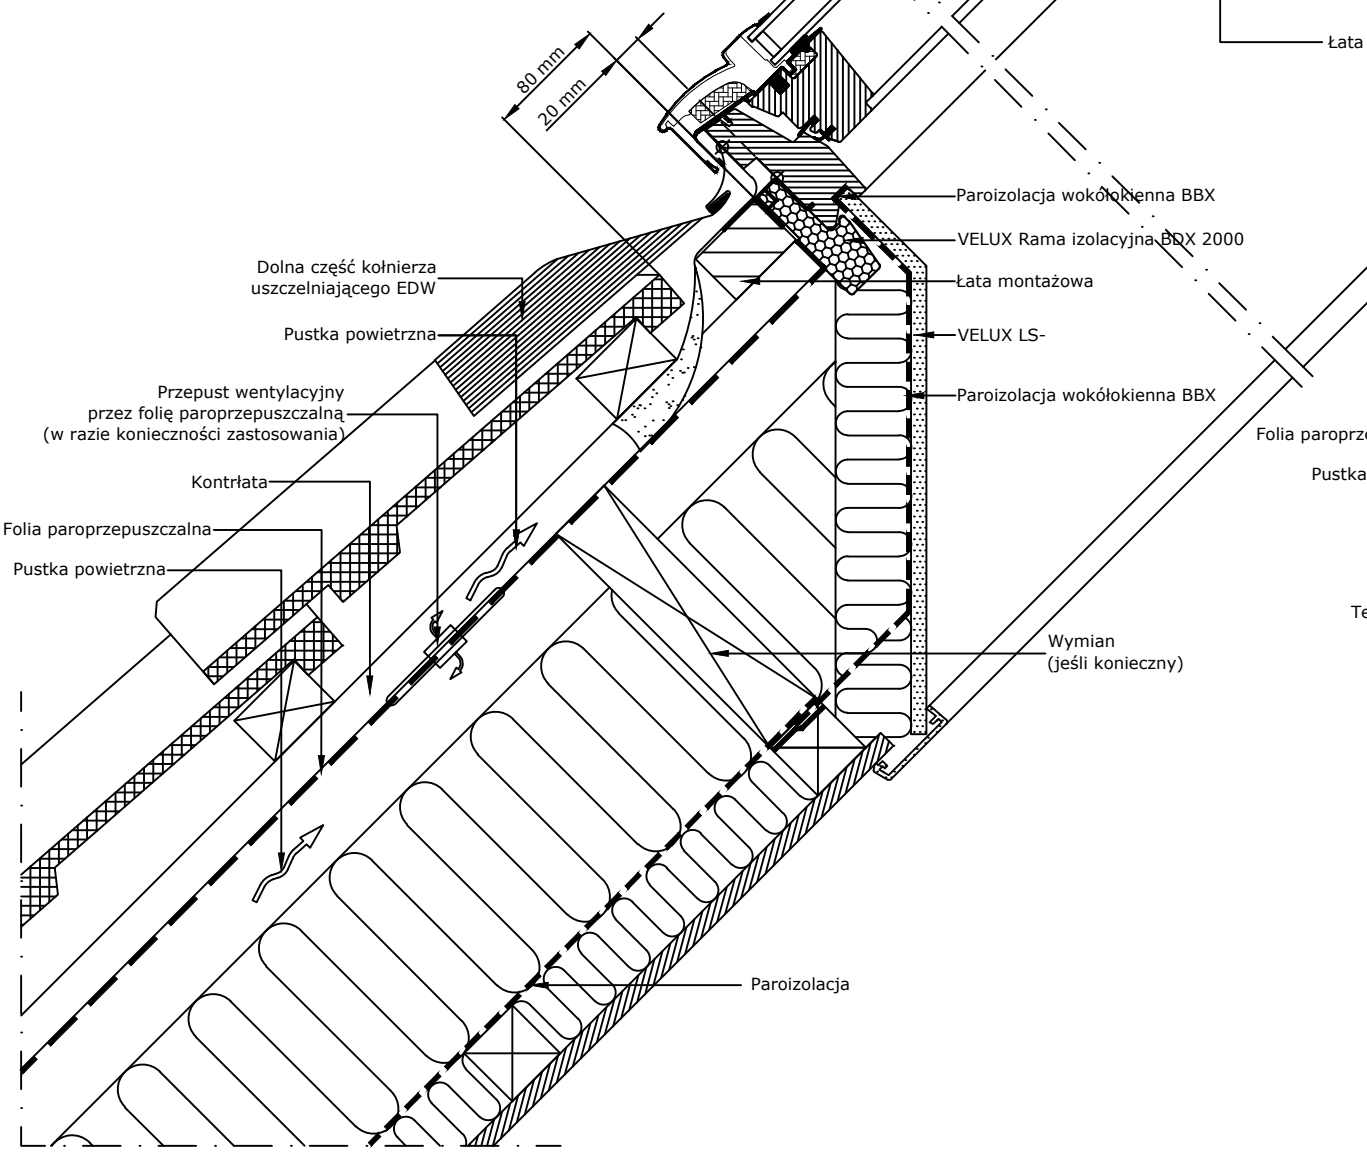 Łata
80 mm
20 mm
Paroizolacja wokółokienna BBX
VELUX Rama izolacyjna BDX 2000
Łata montażowa
VELUX LS-
Paroizolacja wokółokienna BBX
Dolna część kołnierza
uszczelniającego EDW
Pustka powietrzna
Przepust wentylacyjny
przez folię paroprzepuszczalną
(w razie konieczności zastosowania)
Kontrłata
Folia paroprzepuszczalna
Pustka powietrzna
Folia paroprze
Pustka
Te
Wymian
(jeśli konieczny)
Paroizolacja